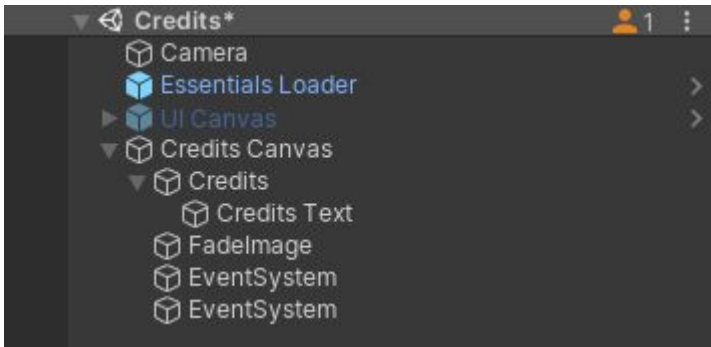 Credits*
1
Camera
Essentials Loader
UI Canvas
Credits Canvas
Credits
Credits Text
FadeImage
EventSystem
EventSystem